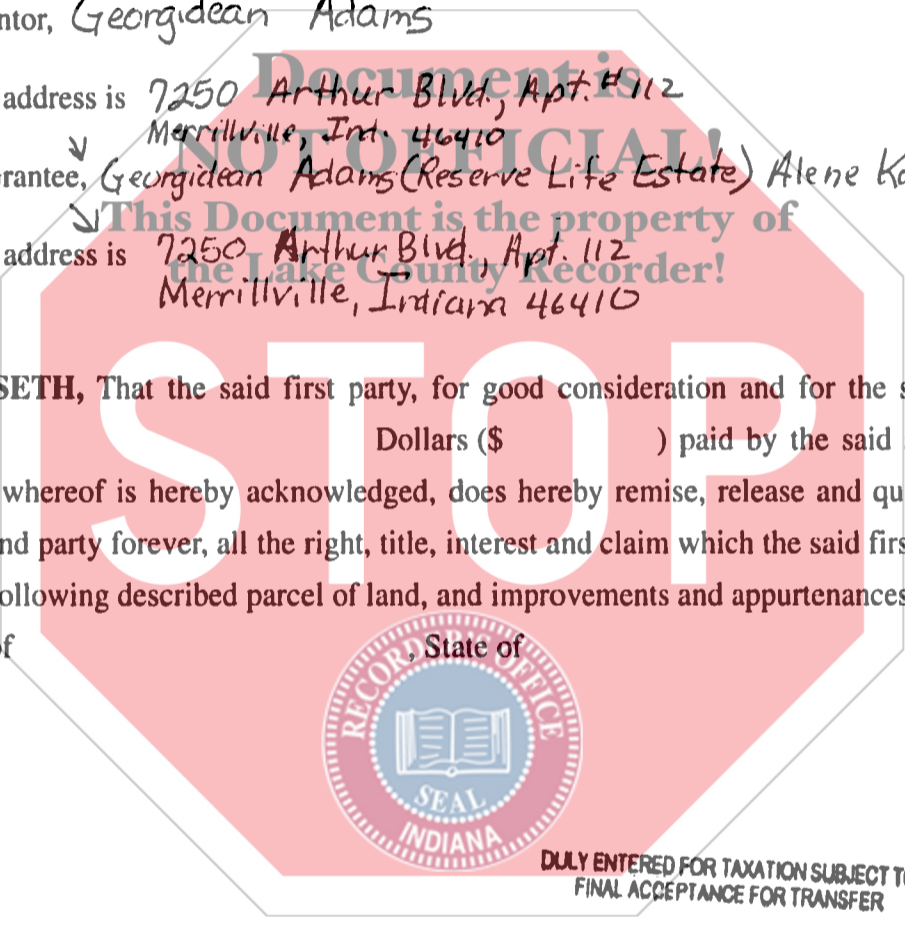 ntor, Georgidean Adams
Document is
address is 7250 Arthur Blvd., Apt. #112
Merrillville, Ind. 46410
NOT OFFICIAL!
rantee, Georgidean Adams (Reserve Life Estate) Alene
This Document is the property of
address is 7250 Arthur Blvd., Apt. 112
the Lake County Recorder!
Merrillville, Indiana 46410
SETH, That the said first party, for good consideration and for the s
Dollars ($ ) paid by the said
whereof is hereby acknowledged, does hereby remise, release and qu
nd party forever, all the right, title, interest and claim which the said firs
ollowing described parcel of land, and improvements and appurtenances
of , State of
STOP
RECORDER'S OFFICE
SEAL
INDIANA
DULY ENTERED FOR TAXATION SUBJECT TO
FINAL ACCEPTANCE FOR TRANSFER